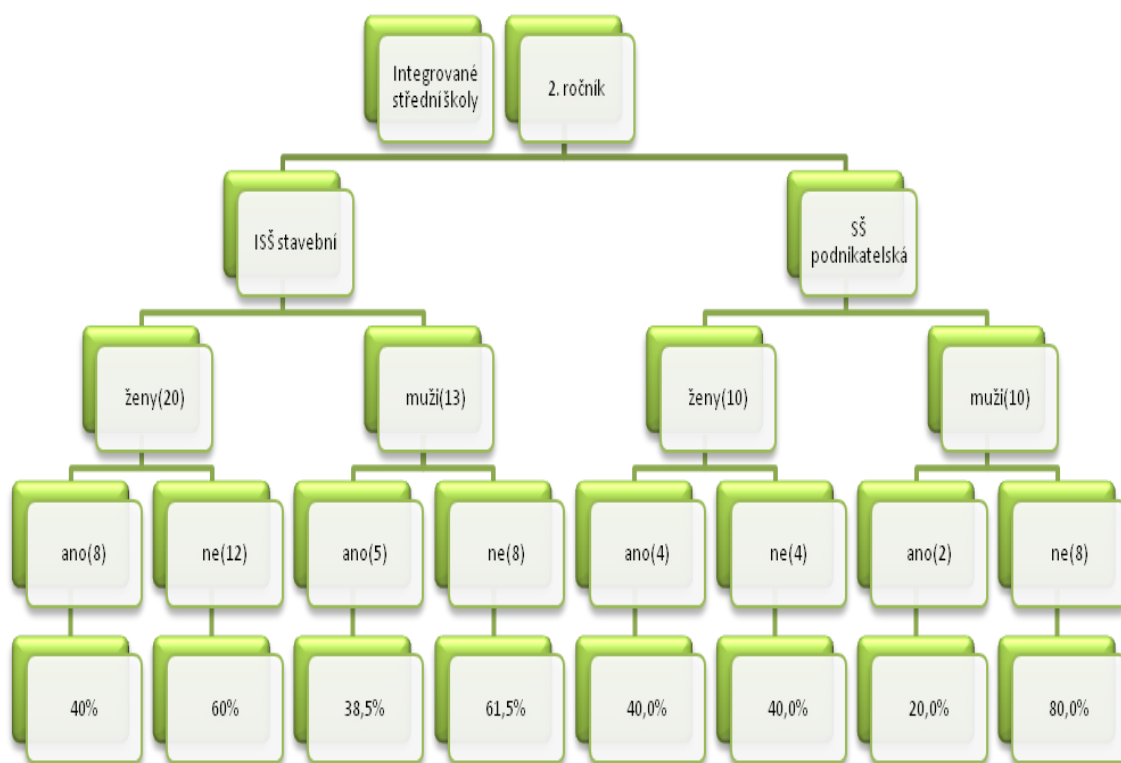 Integrované
střední školy
2. ročník
ISŠ stavební
SŠ
podnikatelská
ženy(20)
muži(13)
ženy(10)
muži(10)
ano(8)
ne(12)
ano(5)
ne(8)
ano(4)
ne(4)
ano(2)
ne(8)
40%
60%
38,5%
61,5%
40,0%
40,0%
20,0%
80,0%